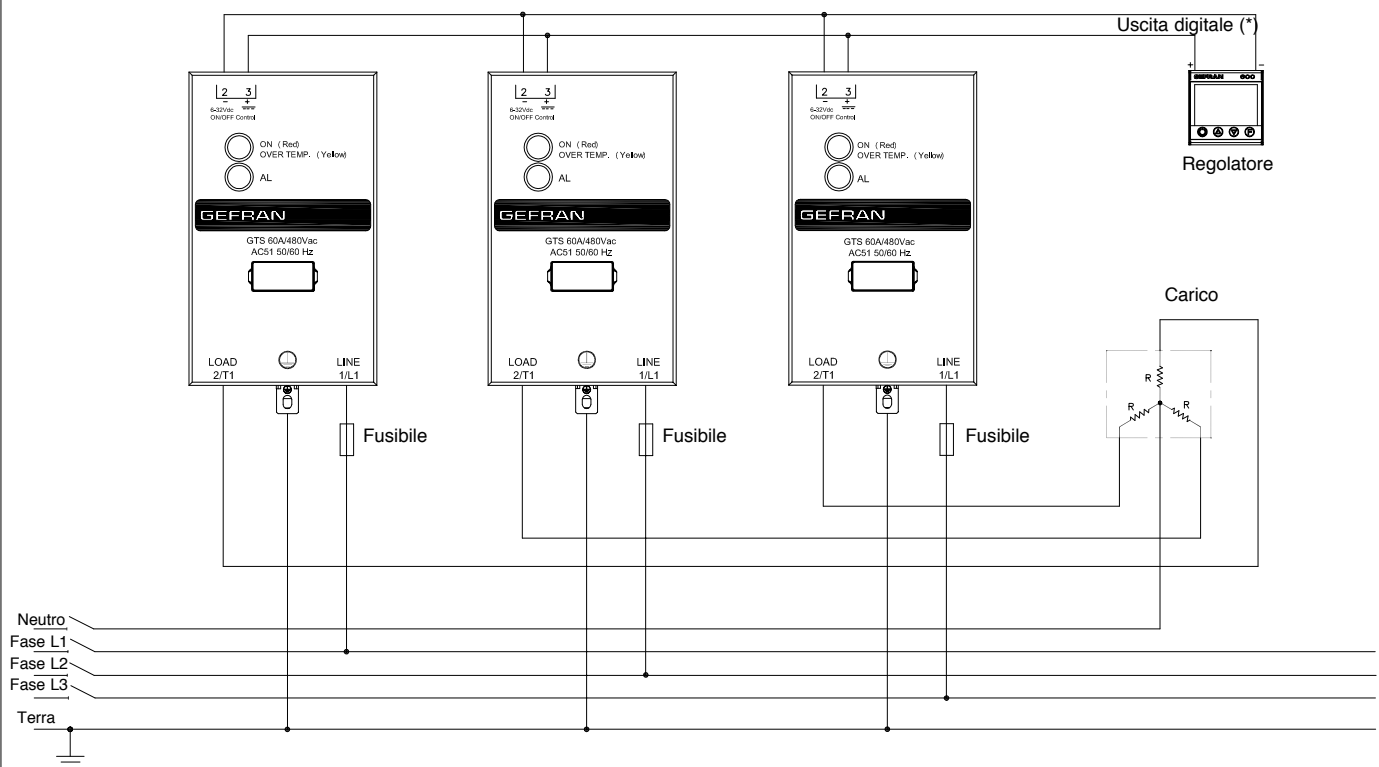 Uscita digitale (*)
+ −
GEFRAN 600
F
Regolatore
2 3
− +
6-32Vdc
ON/OFF Control
ON (Red)
OVER TEMP. (Yellow)
AL
GEFRAN
GTS 60A/480Vac
AC51 50/60 Hz
LOAD
2/T1
LINE
1/L1
Fusibile
2 3
− +
6-32Vdc
ON/OFF Control
ON (Red)
OVER TEMP. (Yellow)
AL
GEFRAN
GTS 60A/480Vac
AC51 50/60 Hz
LOAD
2/T1
LINE
1/L1
Fusibile
2 3
− +
6-32Vdc
ON/OFF Control
ON (Red)
OVER TEMP. (Yellow)
AL
GEFRAN
GTS 60A/480Vac
AC51 50/60 Hz
LOAD
2/T1
LINE
1/L1
Fusibile
Carico
R
R
R
Neutro
Fase L1
Fase L2
Fase L3
Terra